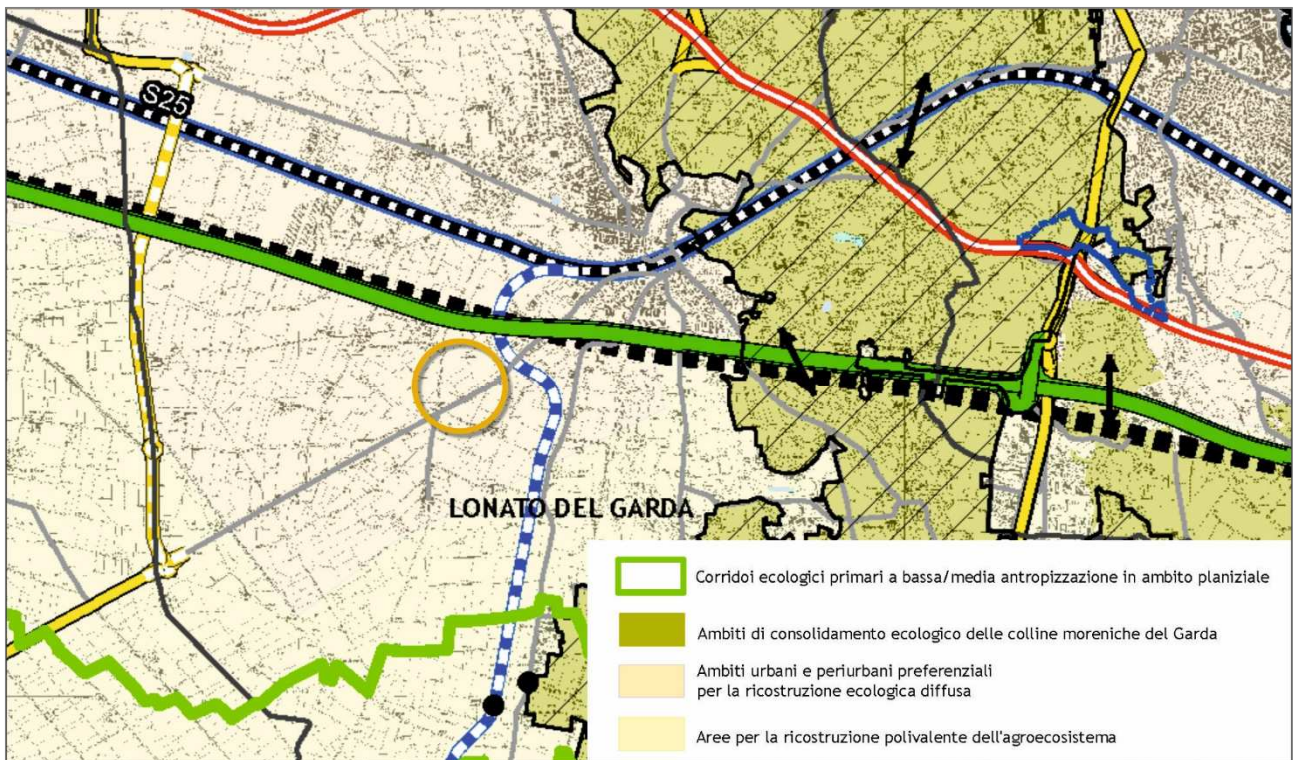 S25
LONATO DEL GARDA
Corridoi ecologici primari a bassa/media antropizzazione in ambito planiziale
Ambiti di consolidamento ecologico delle colline moreniche del Garda
Ambiti urbani e periurbani preferenziali
per la ricostruzione ecologica diffusa
Aree per la ricostruzione polivalente dell'agroecosistema